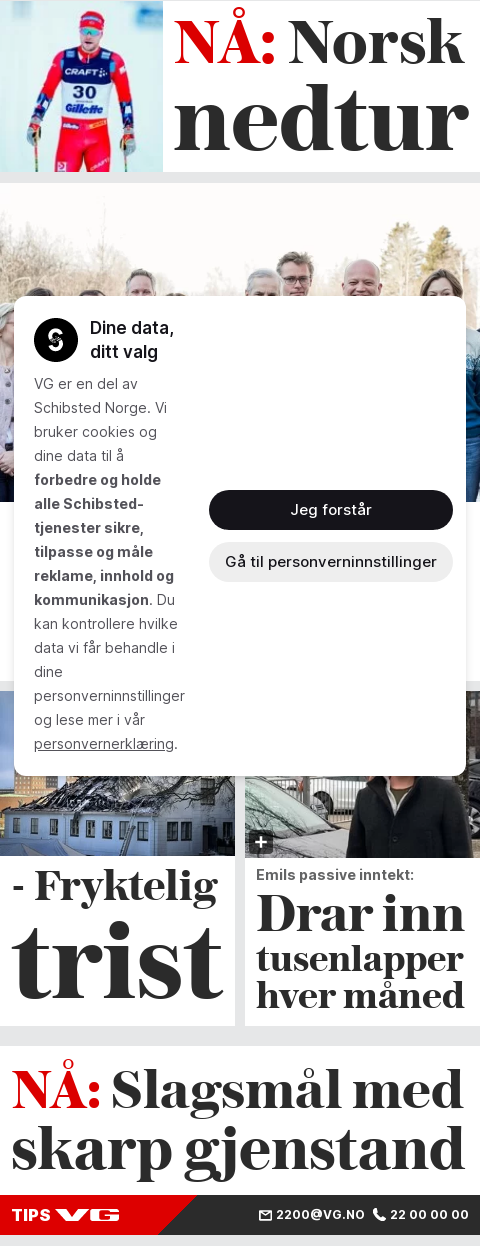 NÅ: Norsk
nedtur
CRAFT
30
Gillette
Dine data,
ditt valg
VG er en del av
Schibsted Norge. Vi
bruker cookies og
dine data til å
forbedre og holde
alle Schibsted-
tjenester sikre,
tilpasse og måle
reklame, innhold og
kommunikasjon. Du
kan kontrollere hvilke
data vi får behandle i
dine
personverninnstillinger
og lese mer i vår
personvernerklæring.
Jeg forstår
Gå til personverninnstillinger
- Fryktelig
trist
Emils passive inntekt:
Drar inn
tusenlapper
hver måned
NÅ: Slagsmål med
skarp gjenstand
TIPS VG
2200@VG.NO 22 00 00 00